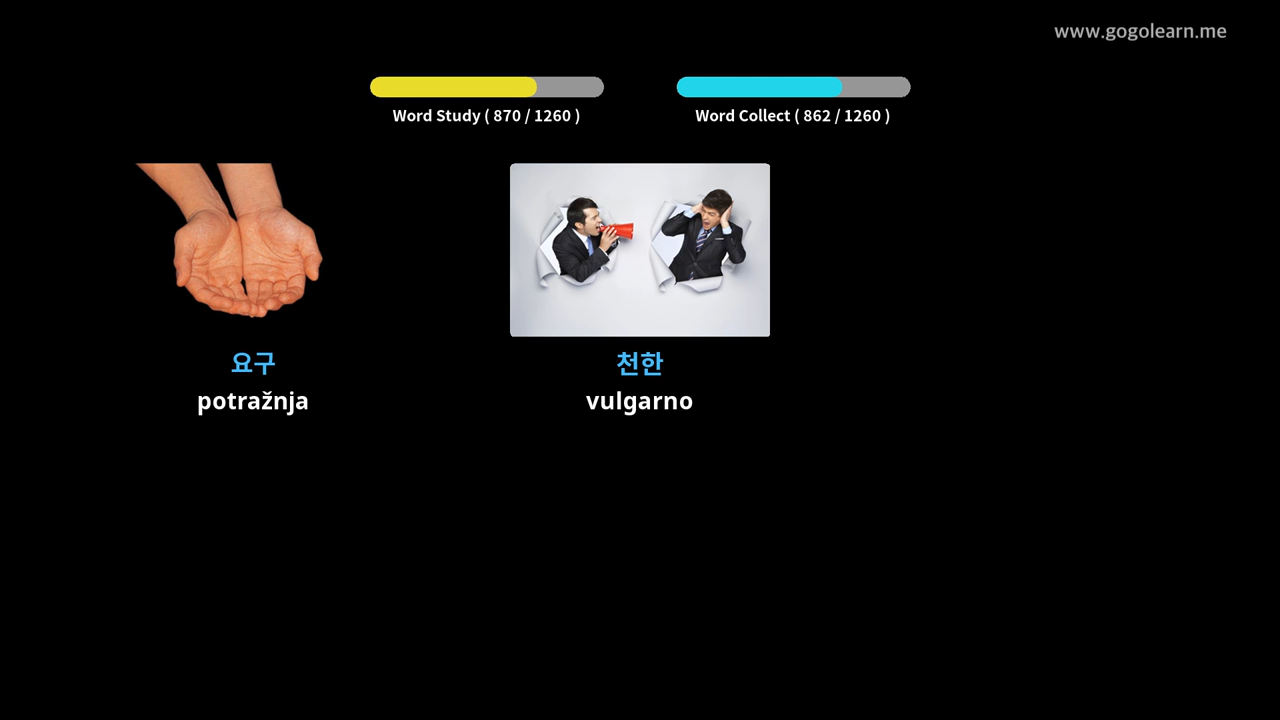 www.gogolearn.me
Word Study ( 870 / 1260 )
Word Collect ( 862 / 1260 )
요구
potražnja
천한
vulgarno